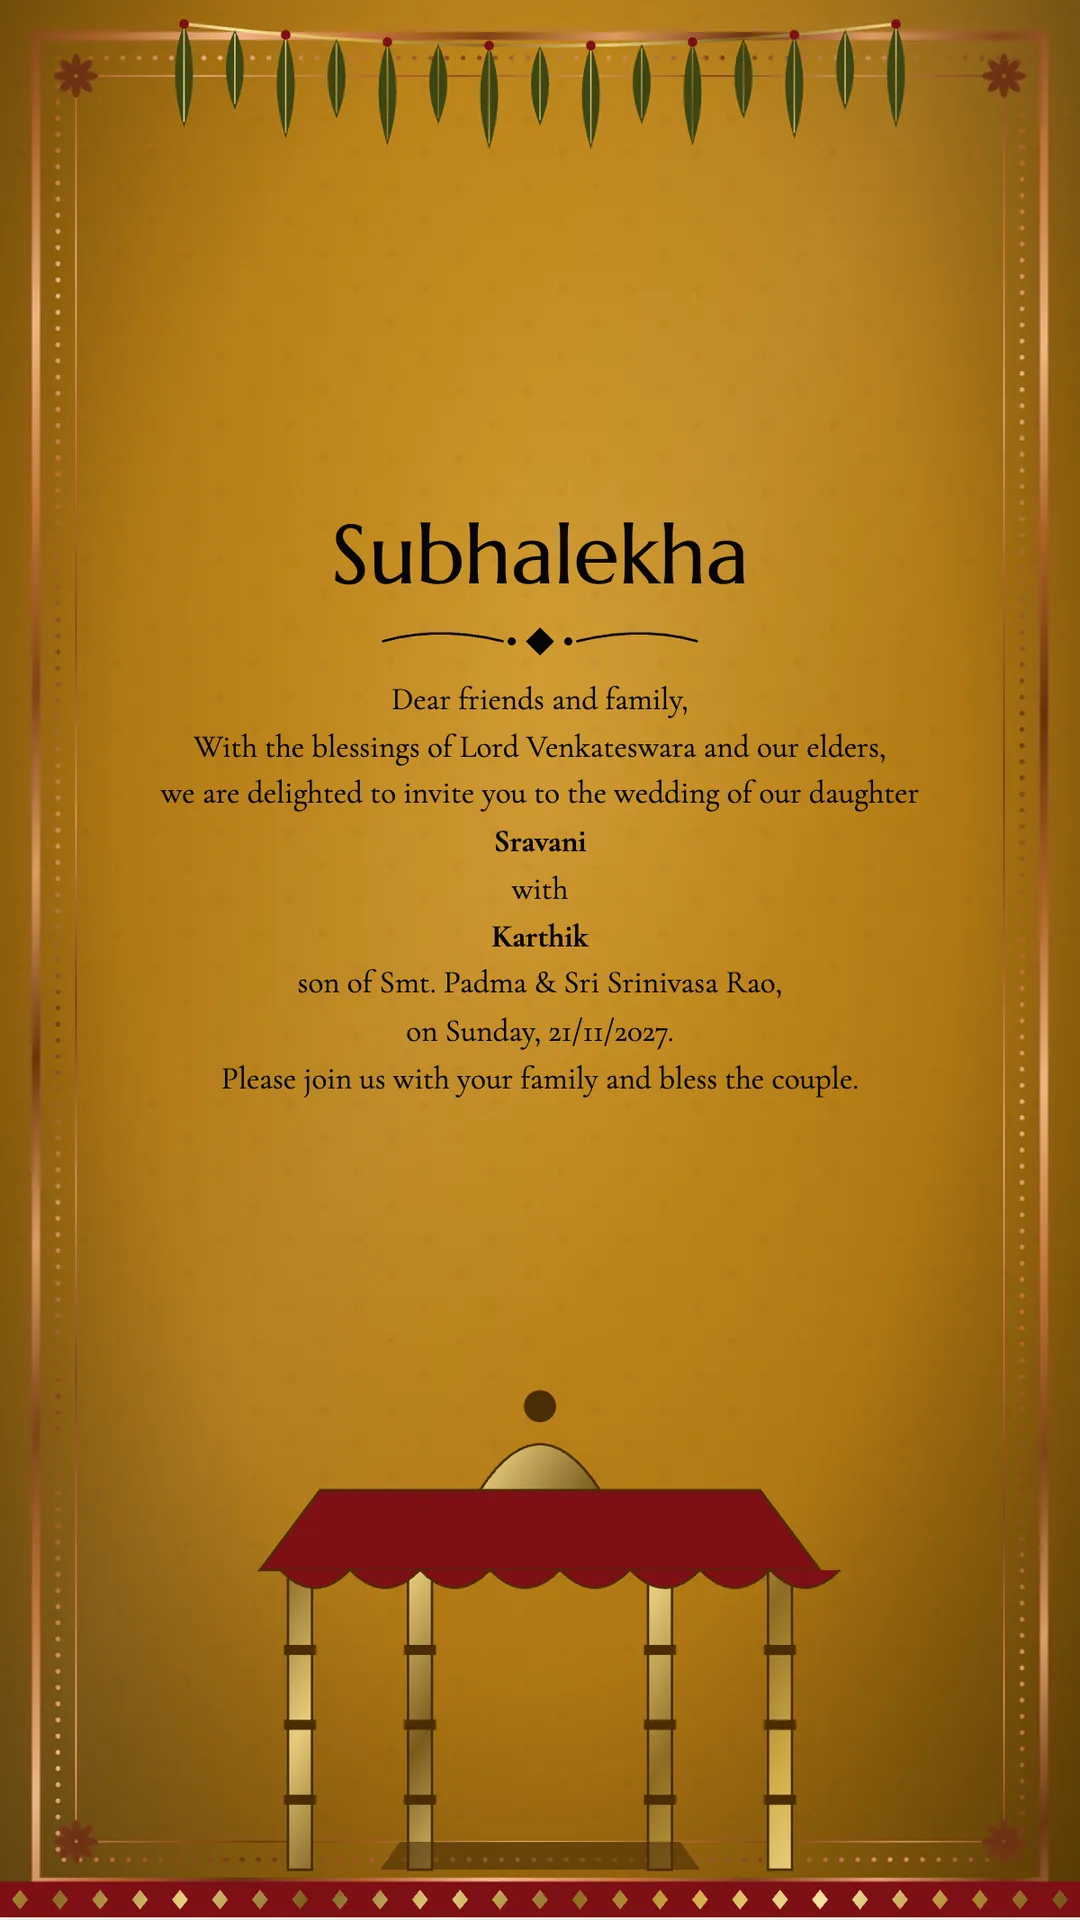 Subhalekha
Dear friends and family,
With the blessings of Lord Venkateswara and our elders,
we are delighted to invite you to the wedding of our daughter
Sravani
with
Karthik
son of Smt. Padma & Sri Srinivasa Rao,
on Sunday, 21/11/2027.
Please join us with your family and bless the couple.